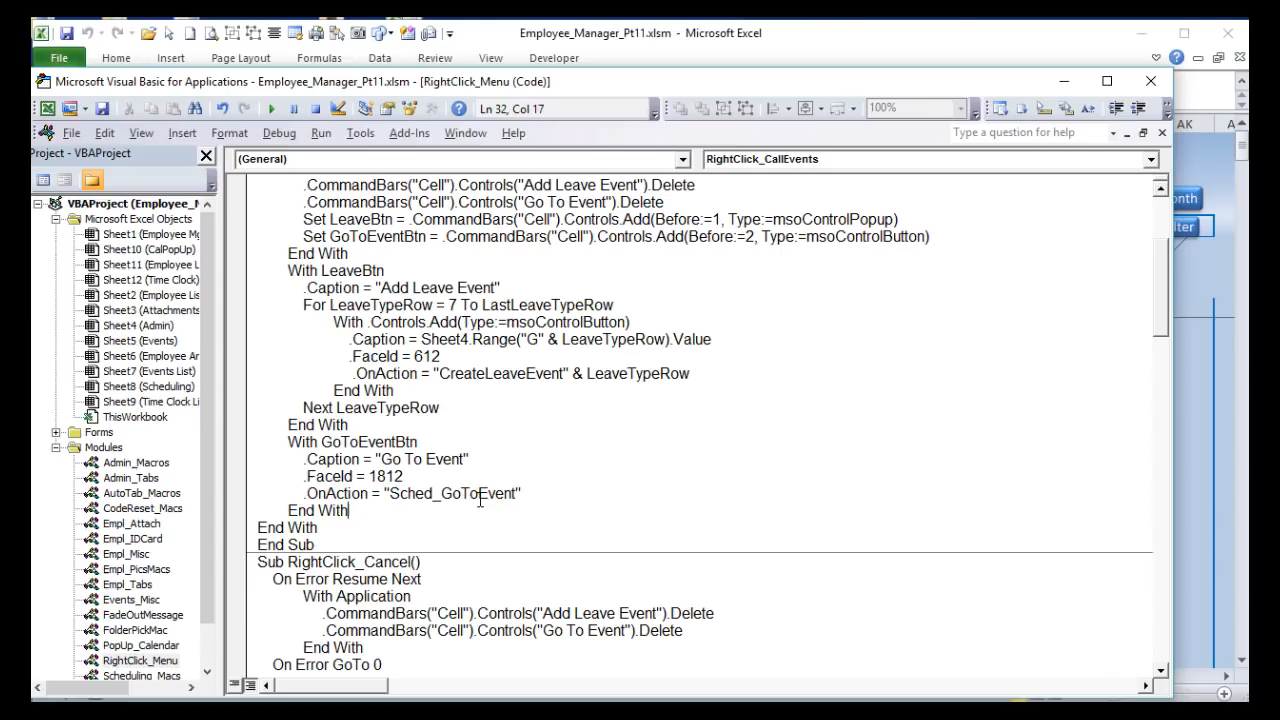 Employee_Manager_Pt11.xlsm - Microsoft Excel
File Home Insert Page Layout Formulas Data Review View Developer
Microsoft Visual Basic for Applications - Employee_Manager_Pt11.xlsm - [RightClick_Menu (Code)]
Ln 32, Col 17
100%
AK
File Edit View Insert Format Debug Run Tools Add-Ins Window Help
Type a question for help
Project - VBAProject
(General)
RightClick_CallEvents
VBAProject (Employee_
Microsoft Excel Objects
Sheet1 (Employee Mg
Sheet10 (CalPopUp)
Sheet11 (Employee L
Sheet12 (Time Clock)
Sheet2 (Employee Lis
Sheet3 (Attachments
Sheet4 (Admin)
Sheet5 (Events)
Sheet6 (Employee Ar
Sheet7 (Events List)
Sheet8 (Scheduling)
Sheet9 (Time Clock Lis
ThisWorkbook
Forms
Modules
Admin_Macros
Admin_Tabs
AutoTab_Macros
CodeReset_Macs
Empl_Attach
Empl_IDCard
Empl_Misc
Empl_PicsMacs
Empl_Tabs
Events_Misc
FadeOutMessage
FolderPickMac
PopUp_Calendar
RightClick_Menu
Scheduling_Macs
.CommandBars("Cell").Controls("Add Leave Event").Delete
.CommandBars("Cell").Controls("Go To Event").Delete
Set LeaveBtn = .CommandBars("Cell").Controls.Add(Before:=1, Type:=msoControlPopup)
Set GoToEventBtn = .CommandBars("Cell").Controls.Add(Before:=2, Type:=msoControlButton)
End With
With LeaveBtn
.Caption = "Add Leave Event"
For LeaveTypeRow = 7 To LastLeaveTypeRow
With .Controls.Add(Type:=msoControlButton)
.Caption = Sheet4.Range("G" & LeaveTypeRow).Value
.FaceId = 612
.OnAction = "CreateLeaveEvent" & LeaveTypeRow
End With
Next LeaveTypeRow
End With
With GoToEventBtn
.Caption = "Go To Event"
.FaceId = 1812
.OnAction = "Sched_GoToEvent"
End With
End With
End Sub
Sub RightClick_Cancel()
On Error Resume Next
With Application
.CommandBars("Cell").Controls("Add Leave Event").Delete
.CommandBars("Cell").Controls("Go To Event").Delete
End With
On Error GoTo 0
onth
lter